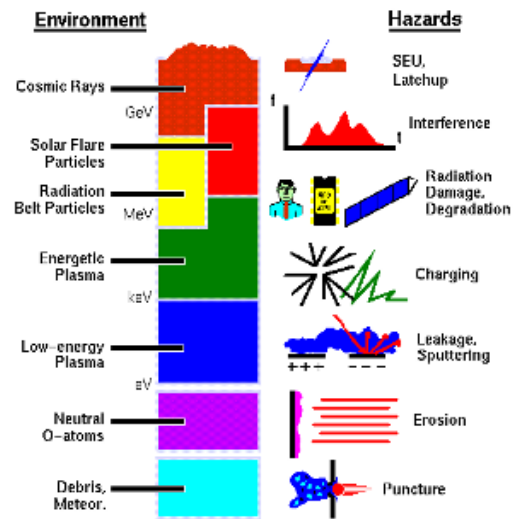 Environment
Hazards
Cosmic Rays
GeV
Solar Flare
Particles
Radiation
Belt Particles
MeV
Energetic
Plasma
keV
Low-energy
Plasma
eV
Neutral
O-atoms
Debris,
Meteor.
SEU,
Latchup
f
t
Interference
Radiation
Damage,
Degradation
Charging
Leakage,
Sputtering
+ + +
- - -
Erosion
Puncture